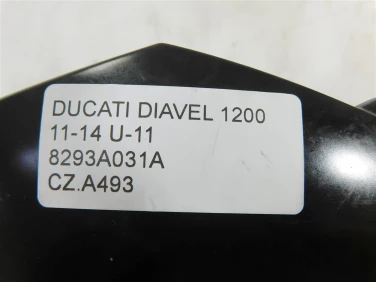 DUCATI DIAVEL 1200
11-14 U-11
8293A031A
CZ.A493